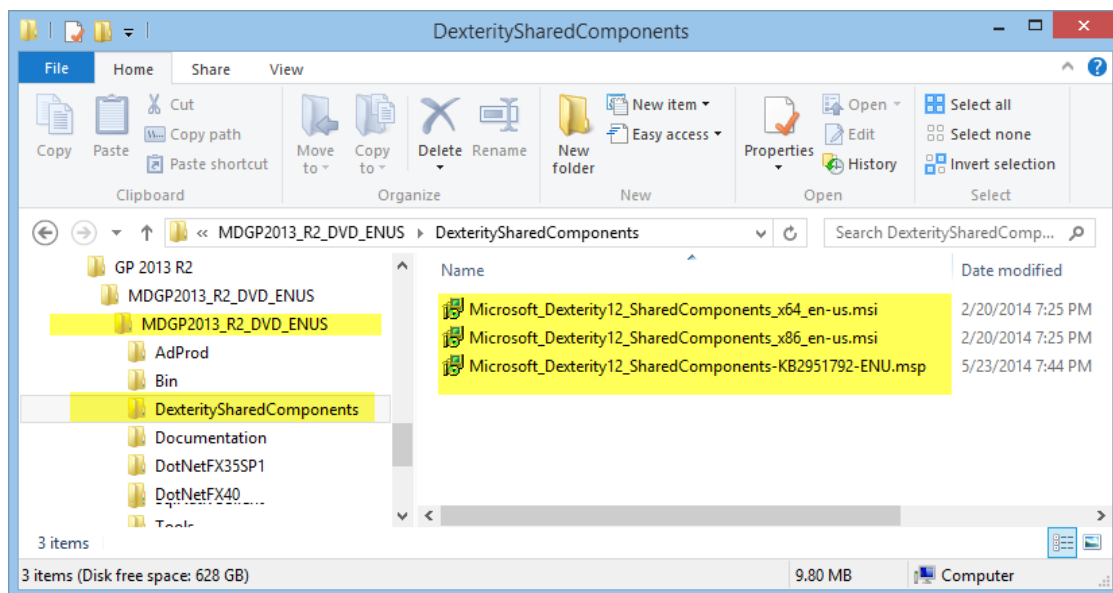 DexteritySharedComponents
File Home Share View
Copy
Paste
Cut
Copy path
Paste shortcut
Clipboard
Move to
Copy to
Delete
Rename
Organize
New folder
New item
Easy access
New
Properties
Open
Edit
History
Open
Select all
Select none
Invert selection
Select
« MDGP2013_R2_DVD_ENUS DexteritySharedComponents
Search DexteritySharedComp...
GP 2013 R2
MDGP2013_R2_DVD_ENUS
MDGP2013_R2_DVD_ENUS
AdProd
Bin
DexteritySharedComponents
Documentation
DotNetFX35SP1
DotNetFX40
Tools
Name Date modified
Microsoft_Dexterity12_SharedComponents_x64_en-us.msi 2/20/2014 7:25 PM
Microsoft_Dexterity12_SharedComponents_x86_en-us.msi 2/20/2014 7:25 PM
Microsoft_Dexterity12_SharedComponents-KB2951792-ENU.msp 5/23/2014 7:44 PM
3 items
3 items (Disk free space: 628 GB) 9.80 MB Computer